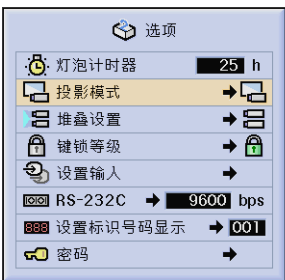 选项
灯泡计时器 25 h
投影模式
堆叠设置
键锁等级
设置输入
RS-232C 9600 bps
888 设置标识号码显示 001
密码